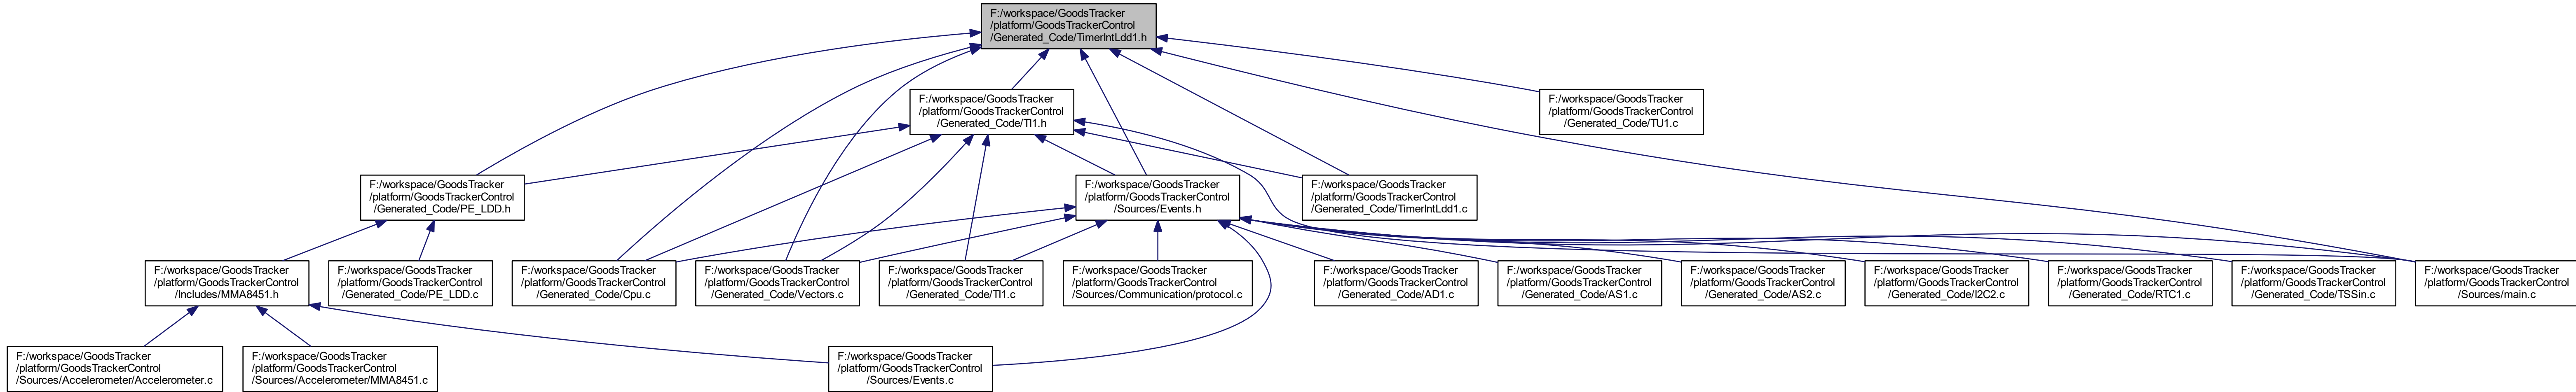 F:/workspace/GoodsTracker
/platform/GoodsTrackerControl
/Generated_Code/TimerIntLdd1.h
F:/workspace/GoodsTracker
/platform/GoodsTrackerControl
/Generated_Code/TI1.h
F:/workspace/GoodsTracker
/platform/GoodsTrackerControl
/Generated_Code/TU1.c
F:/workspace/GoodsTracker
/platform/GoodsTrackerControl
/Generated_Code/PE_LDD.h
F:/workspace/GoodsTracker
/platform/GoodsTrackerControl
/Sources/Events.h
F:/workspace/GoodsTracker
/platform/GoodsTrackerControl
/Generated_Code/TimerIntLdd1.c
F:/workspace/GoodsTracker
/platform/GoodsTrackerControl
/Includes/MMA8451.h
F:/workspace/GoodsTracker
/platform/GoodsTrackerControl
/Generated_Code/PE_LDD.c
F:/workspace/GoodsTracker
/platform/GoodsTrackerControl
/Generated_Code/Cpu.c
F:/workspace/GoodsTracker
/platform/GoodsTrackerControl
/Generated_Code/Vectors.c
F:/workspace/GoodsTracker
/platform/GoodsTrackerControl
/Generated_Code/TI1.c
F:/workspace/GoodsTracker
/platform/GoodsTrackerControl
/Sources/Communication/protocol.c
F:/workspace/GoodsTracker
/platform/GoodsTrackerControl
/Generated_Code/AD1.c
F:/workspace/GoodsTracker
/platform/GoodsTrackerControl
/Generated_Code/AS1.c
F:/workspace/GoodsTracker
/platform/GoodsTrackerControl
/Generated_Code/AS2.c
F:/workspace/GoodsTracker
/platform/GoodsTrackerControl
/Generated_Code/I2C2.c
F:/workspace/GoodsTracker
/platform/GoodsTrackerControl
/Generated_Code/RTC1.c
F:/workspace/GoodsTracker
/platform/GoodsTrackerControl
/Generated_Code/TSSin.c
F:/workspace/GoodsTracker
/platform/GoodsTrackerControl
/Sources/main.c
F:/workspace/GoodsTracker
/platform/GoodsTrackerControl
/Sources/Accelerometer/Accelerometer.c
F:/workspace/GoodsTracker
/platform/GoodsTrackerControl
/Sources/Accelerometer/MMA8451.c
F:/workspace/GoodsTracker
/platform/GoodsTrackerControl
/Sources/Events.c